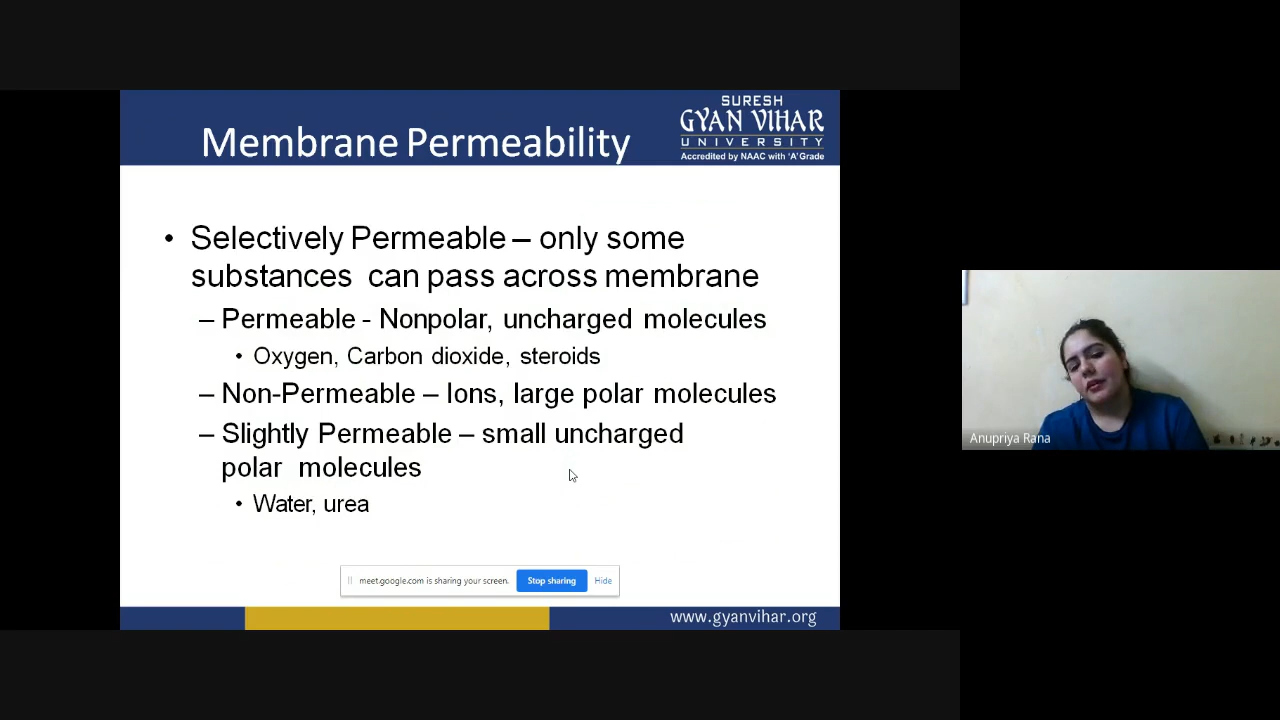 SURESH
GYAN VIHAR
UNIVERSITY
Accredited by NAAC with 'A' Grade
Membrane Permeability
• Selectively Permeable – only some
substances can pass across membrane
– Permeable - Nonpolar, uncharged molecules
• Oxygen, Carbon dioxide, steroids
– Non-Permeable – Ions, large polar molecules
– Slightly Permeable – small uncharged
polar molecules
• Water, urea
meet.google.com is sharing your screen. Stop sharing Hide
www.gyanvihar.org
Anupriya Rana